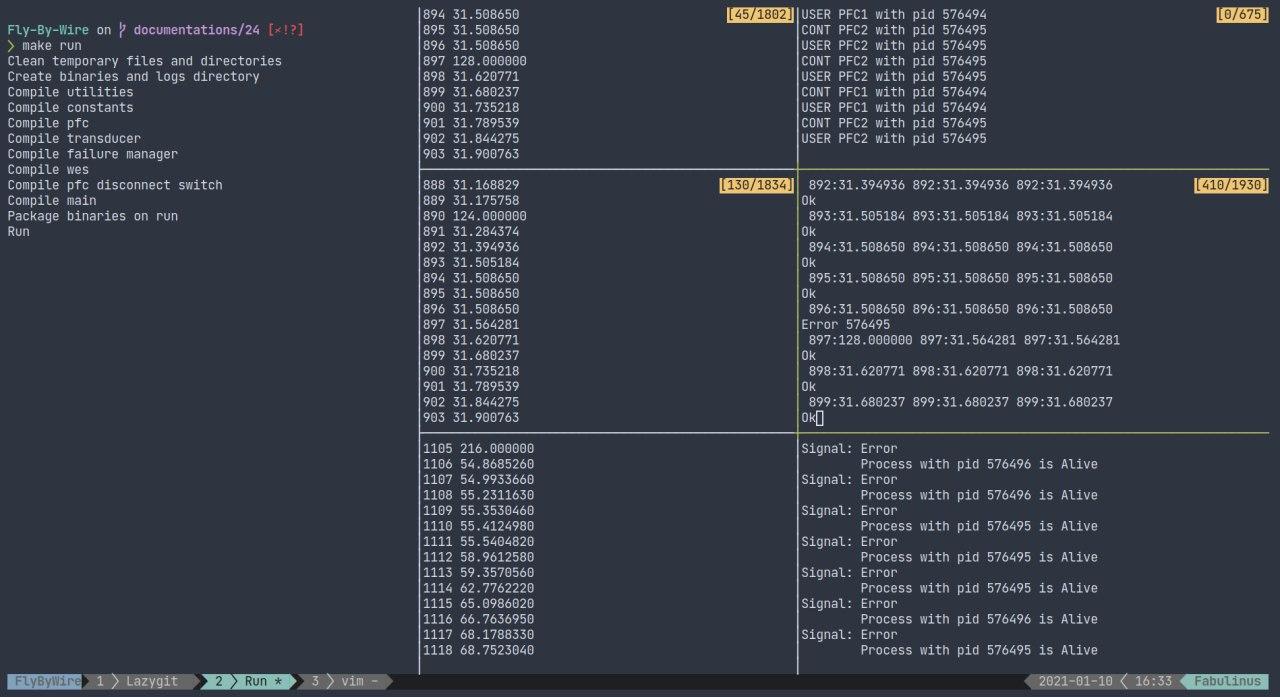 Fly-By-Wire on documentations/24 [×!?]
❯ make run
Clean temporary files and directories
Create binaries and logs directory
Compile utilities
Compile constants
Compile pfc
Compile transducer
Compile failure manager
Compile wes
Compile pfc disconnect switch
Compile main
Package binaries on run
Run
894 31.508650 [45/1802]
895 31.508650
896 31.508650
897 128.000000
898 31.620771
899 31.680237
900 31.735218
901 31.789539
902 31.844275
903 31.900763
888 31.168829 [130/1834]
889 31.175758
890 124.000000
891 31.284374
892 31.394936
893 31.505184
894 31.508650
895 31.508650
896 31.508650
897 31.564281
898 31.620771
899 31.680237
900 31.735218
901 31.789539
902 31.844275
903 31.900763
1105 216.000000
1106 54.8685260
1107 54.9933660
1108 55.2311630
1109 55.3530460
1110 55.4124980
1111 55.5404820
1112 58.9612580
1113 59.3570560
1114 62.7762220
1115 65.0986020
1116 66.7636950
1117 68.1788330
1118 68.7523040
USER PFC1 with pid 576494 [0/675]
CONT PFC2 with pid 576495
USER PFC2 with pid 576495
CONT PFC2 with pid 576495
USER PFC2 with pid 576495
CONT PFC1 with pid 576494
USER PFC1 with pid 576494
CONT PFC2 with pid 576495
USER PFC2 with pid 576495
892:31.394936 892:31.394936 892:31.394936 [410/1930]
Ok
893:31.505184 893:31.505184 893:31.505184
Ok
894:31.508650 894:31.508650 894:31.508650
Ok
895:31.508650 895:31.508650 895:31.508650
Ok
896:31.508650 896:31.508650 896:31.508650
Error 576495
897:128.000000 897:31.564281 897:31.564281
Ok
898:31.620771 898:31.620771 898:31.620771
Ok
899:31.680237 899:31.680237 899:31.680237
Ok
Signal: Error
Process with pid 576496 is Alive
Signal: Error
Process with pid 576496 is Alive
Signal: Error
Process with pid 576495 is Alive
Signal: Error
Process with pid 576495 is Alive
Signal: Error
Process with pid 576495 is Alive
Signal: Error
Process with pid 576496 is Alive
Signal: Error
Process with pid 576495 is Alive
FlyByWire 1 Lazygit 2 Run * 3 vim - 2021-01-10 16:33 Fabulinus